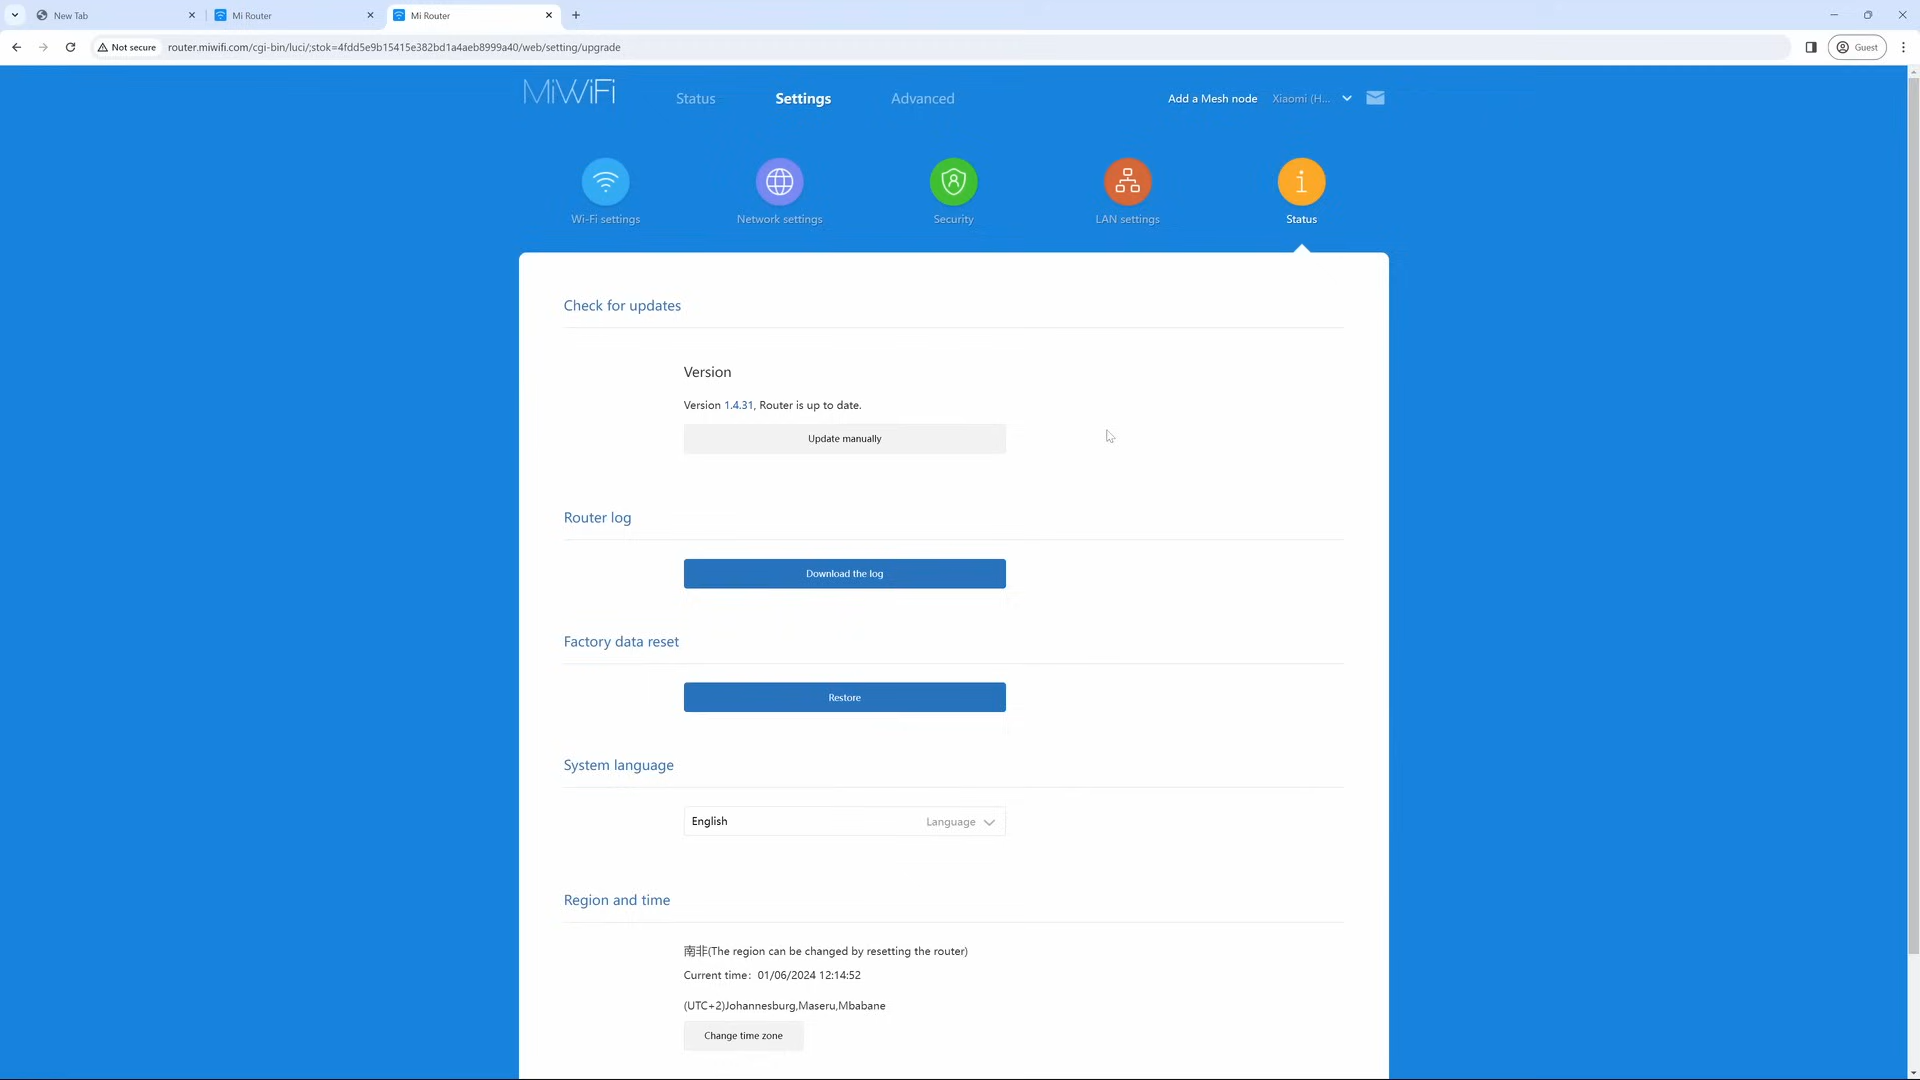 New Tab
Mi Router
Mi Router
Not secure
router.miwifi.com/cgi-bin/luci/;stok=4fdd5e9b15415e382bd1a4aeb8999a40/web/setting/upgrade
Guest
MiWiFi
Status
Settings
Advanced
Add a Mesh node
Xiaomi (H...
Wi-Fi settings
Network settings
Security
LAN settings
Status
Check for updates
Version
Version 1.4.31, Router is up to date.
Update manually
Router log
Download the log
Factory data reset
Restore
System language
English
Language
Region and time
南非(The region can be changed by resetting the router)
Current time：01/06/2024 12:14:52
(UTC+2)Johannesburg,Maseru,Mbabane
Change time zone